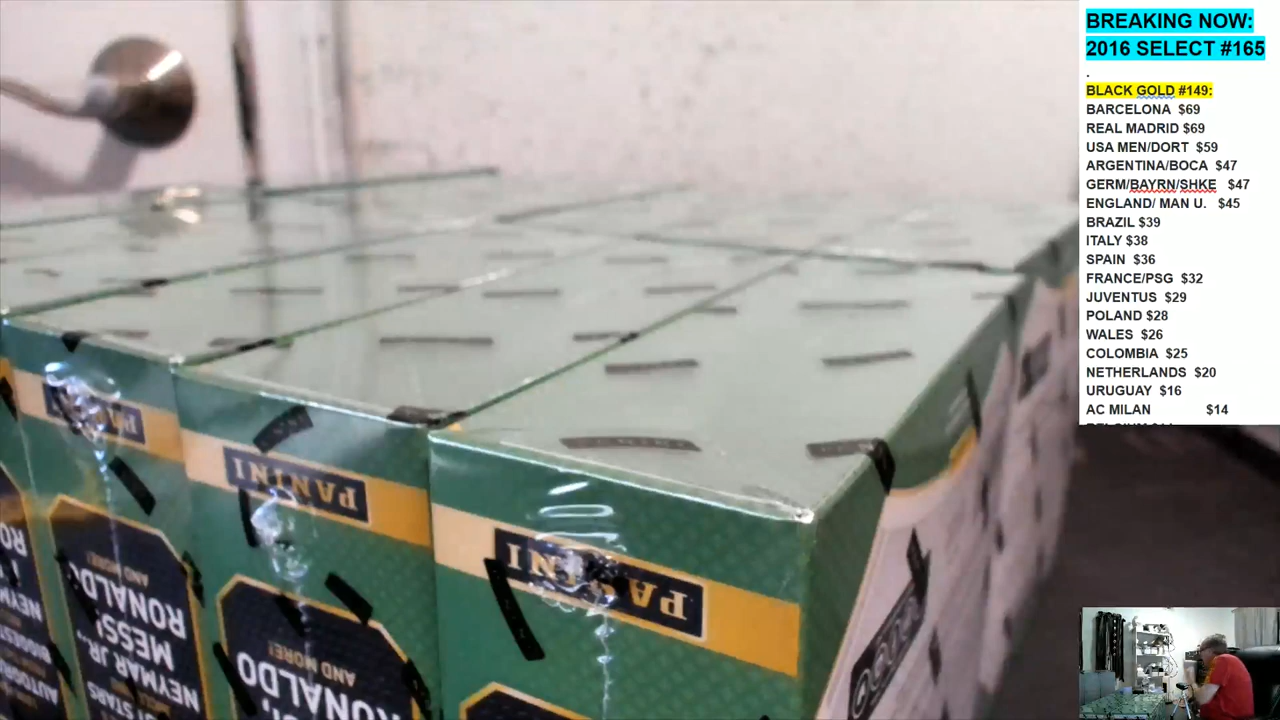 BREAKING NOW:
2016 SELECT #165
.
BLACK GOLD #149:
BARCELONA $69
REAL MADRID $69
USA MEN/DORT $59
ARGENTINA/BOCA $47
GERM/BAYRN/SHKE $47
ENGLAND/ MAN U. $45
BRAZIL $39
ITALY $38
SPAIN $36
FRANCE/PSG $32
JUVENTUS $29
POLAND $28
WALES $26
COLOMBIA $25
NETHERLANDS $20
URUGUAY $16
AC MILAN $14
PANINI
PANINI
AND MORE!
RONALDO
MESSI,
NEYMAR JR.
AND MORE!
RONALDO